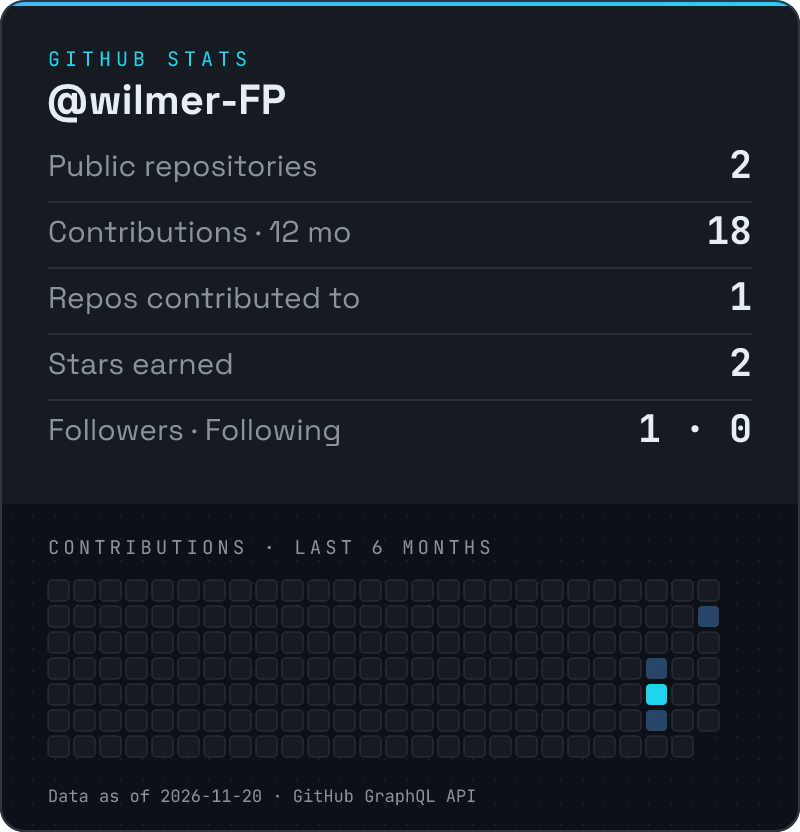 GITHUB STATS
@wilmer-FP
Public repositories 2
Contributions · 12 mo 18
Repos contributed to 1
Stars earned 2
Followers · Following 1 · 0
CONTRIBUTIONS · LAST 6 MONTHS
Data as of 2026-11-20 · GitHub GraphQL API